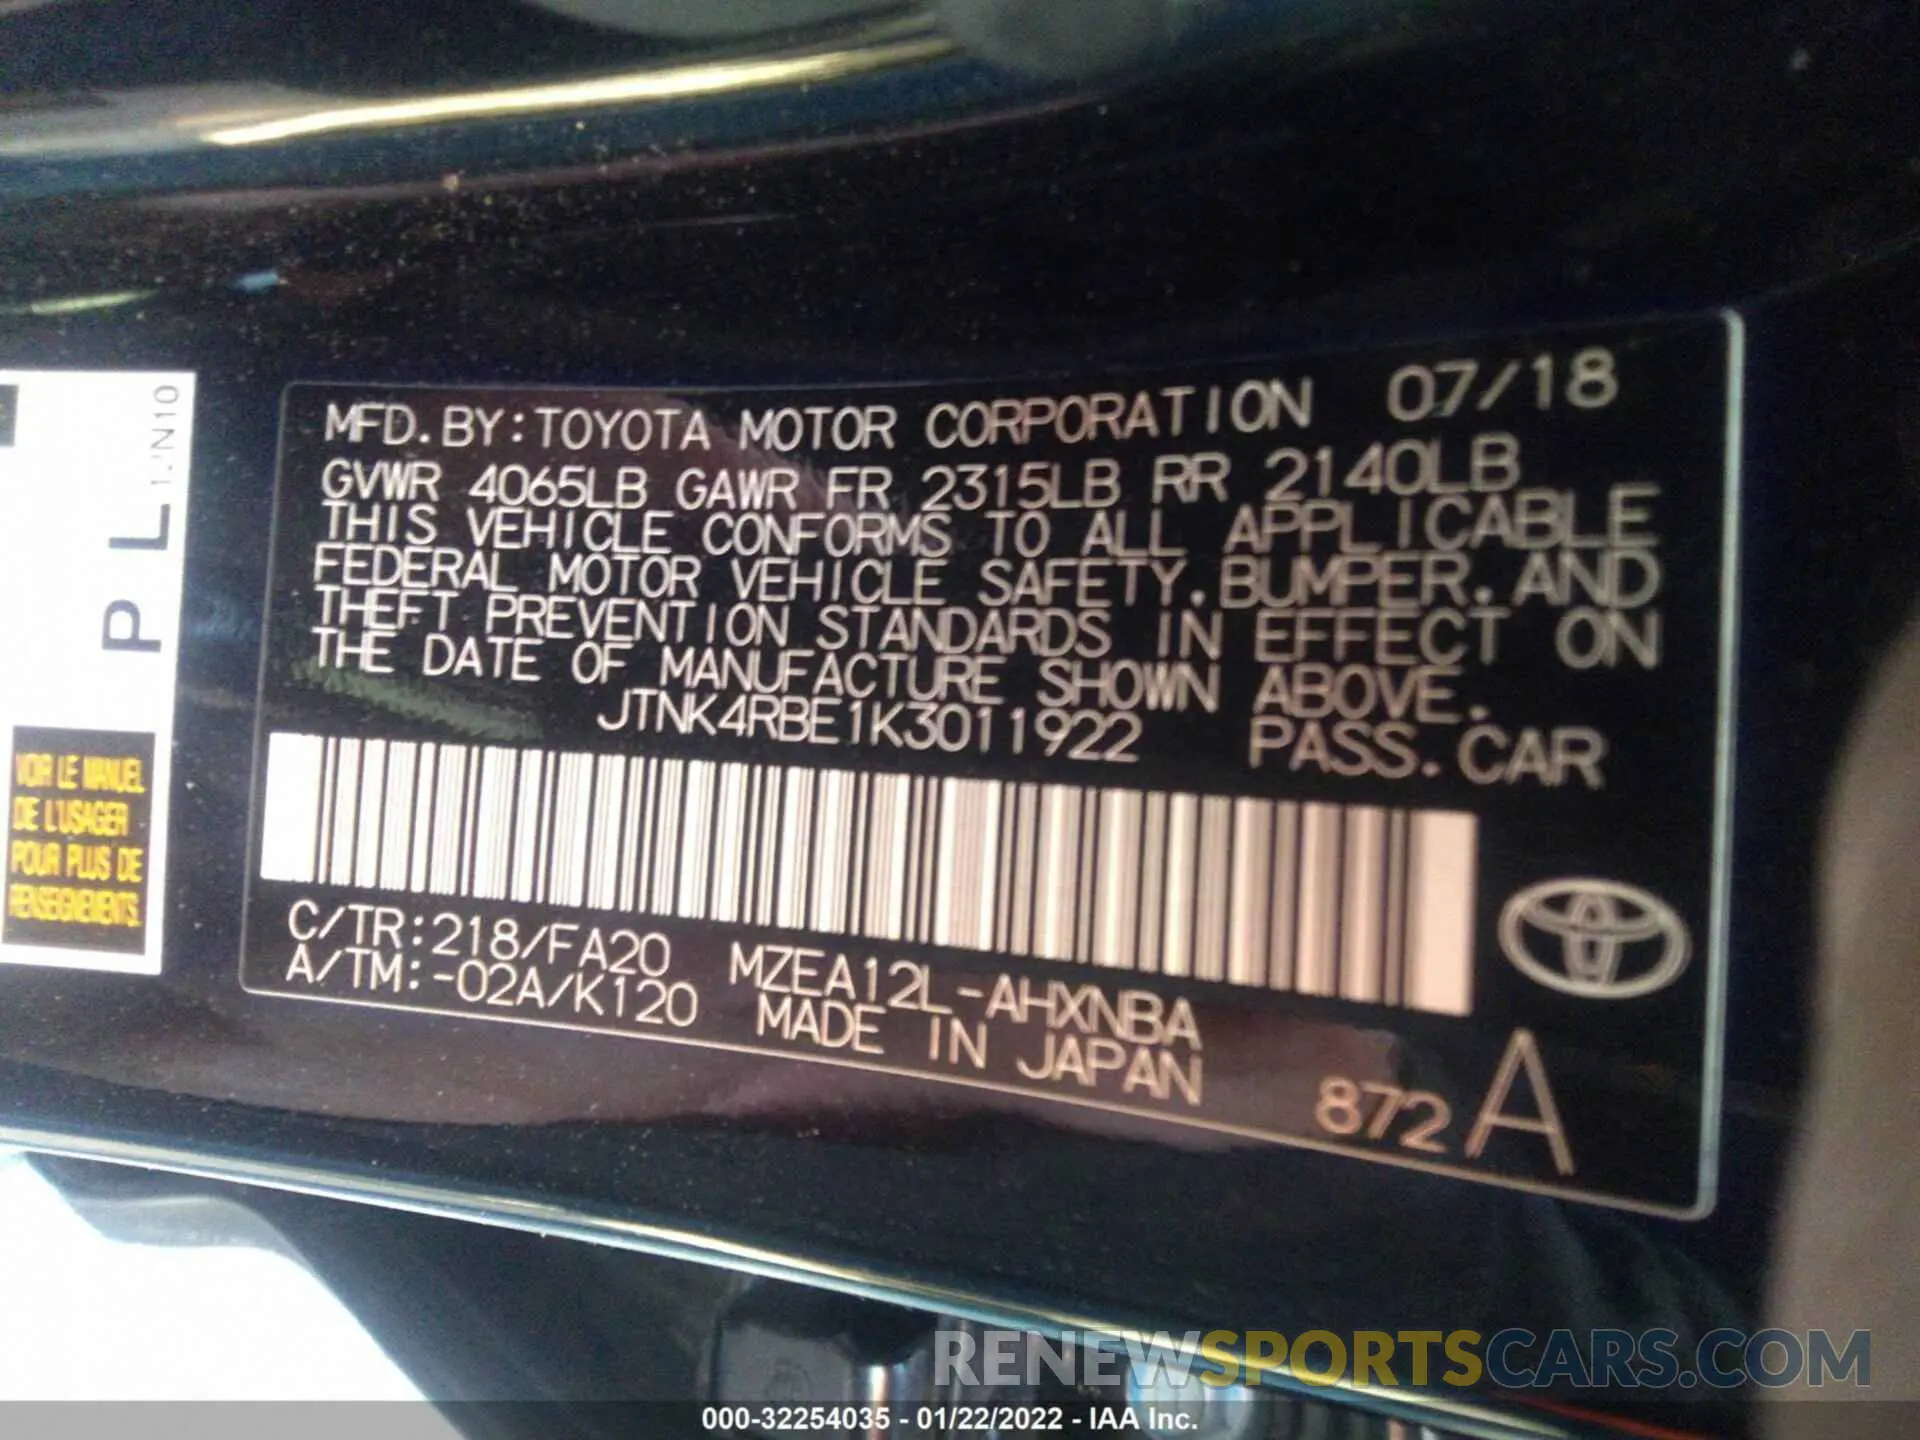 MFD. BY: TOYOTA MOTOR CORPORATION 07/18
GVWR 4065LB GAWR FR 2315LB RR 2140LB
THIS VEHICLE CONFORMS TO ALL APPLICABLE
FEDERAL MOTOR VEHICLE SAFETY, BUMPER, AND
THEFT PREVENTION STANDARDS IN EFFECT ON
THE DATE OF MANUFACTURE SHOWN ABOVE.
JTNK4RBE1K3011922 PASS. CAR
C/TR: 218/FA20 MZEA12L-AHXNBA
A/TM: -02A/K120 MADE IN JAPAN
872 A
P L
VOIR LE MANUEL
DE L'USAGER
POUR PLUS DE
RENSEIGNEMENTS.
RENEWSPORTSCARS.COM
000-32254035 - 01/22/2022 - IAA Inc.